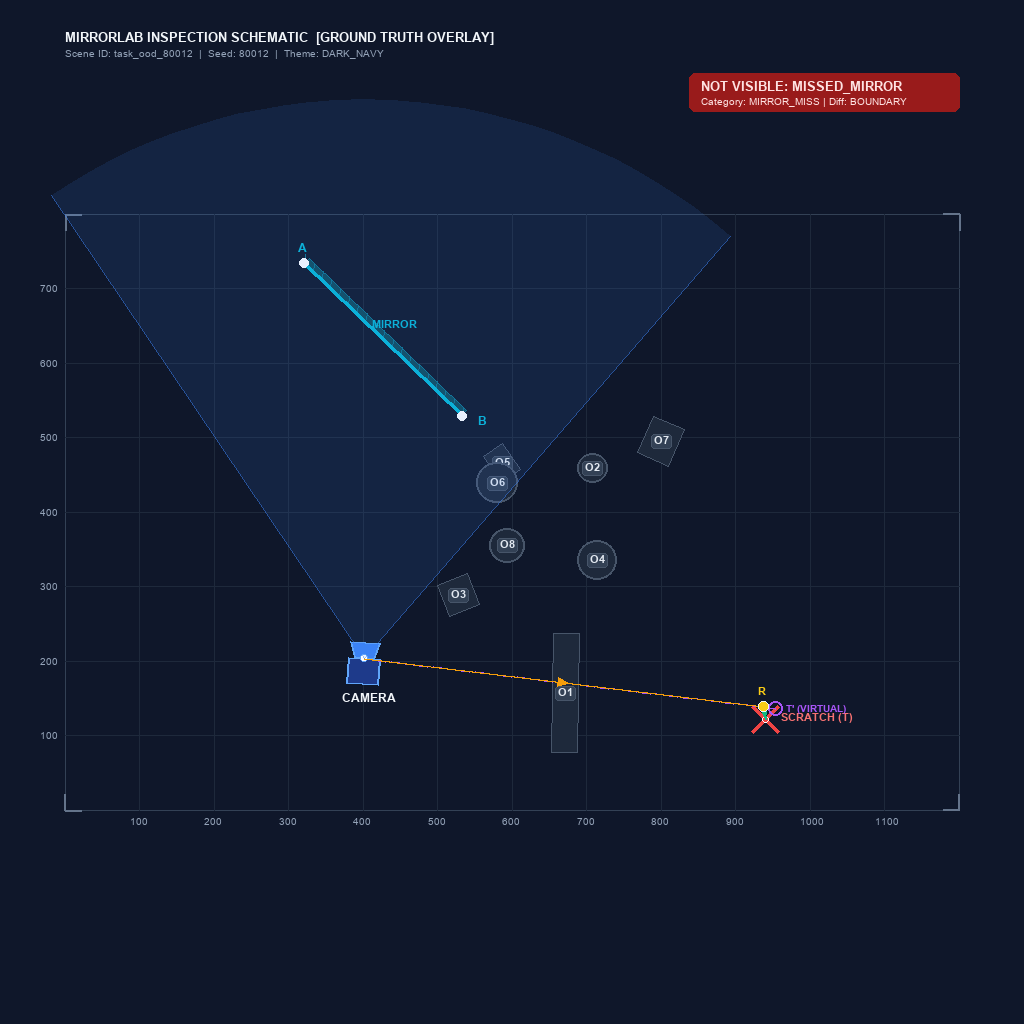 MIRRORLAB INSPECTION SCHEMATIC [GROUND TRUTH OVERLAY]
Scene ID: task_ood_80012 | Seed: 80012 | Theme: DARK_NAVY
NOT VISIBLE: MISSED_MIRROR
Category: MIRROR_MISS | Diff: BOUNDARY
A
MIRROR
B
O5
O6
O2
O7
O8
O4
O3
O1
CAMERA
R
T' (VIRTUAL)
SCRATCH (T)
700
600
500
400
300
200
100
100 200 300 400 500 600 700 800 900 1000 1100